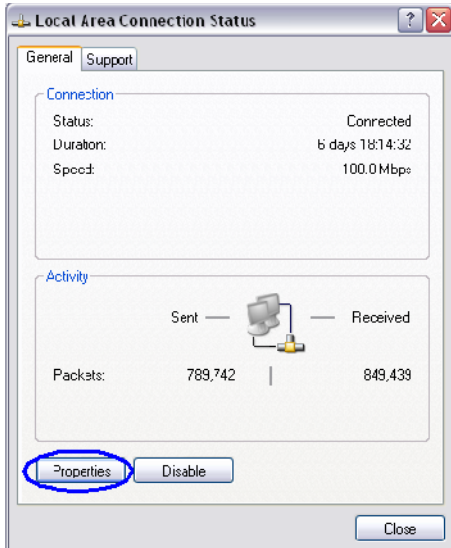 Local Area Connection Status
General Support
Connection
Status: Connected
Duration: 6 days 18:14:32
Speed: 100.0 Mbps
Activity
Sent — — Received
Packets: 789,742 | 849,439
Properties Disable
Close